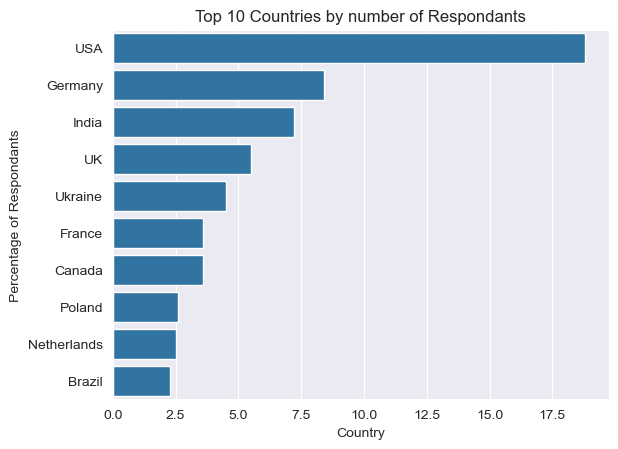 Top 10 Countries by number of Respondants
Percentage of Respondants
USA
Germany
India
UK
Ukraine
France
Canada
Poland
Netherlands
Brazil
0.0 2.5 5.0 7.5 10.0 12.5 15.0 17.5
Country